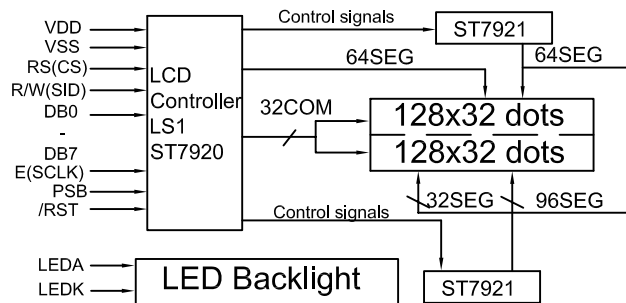 VDD
VSS
RS(CS)
R/W(SID)
DB0
-
DB7
E(SCLK)
PSB
/RST
LCD
Controller
LS1
ST7920
Control signals
ST7921
64SEG
64SEG
32COM
128x32 dots
128x32 dots
32SEG
96SEG
Control signals
ST7921
LEDA
LEDK
LED Backlight